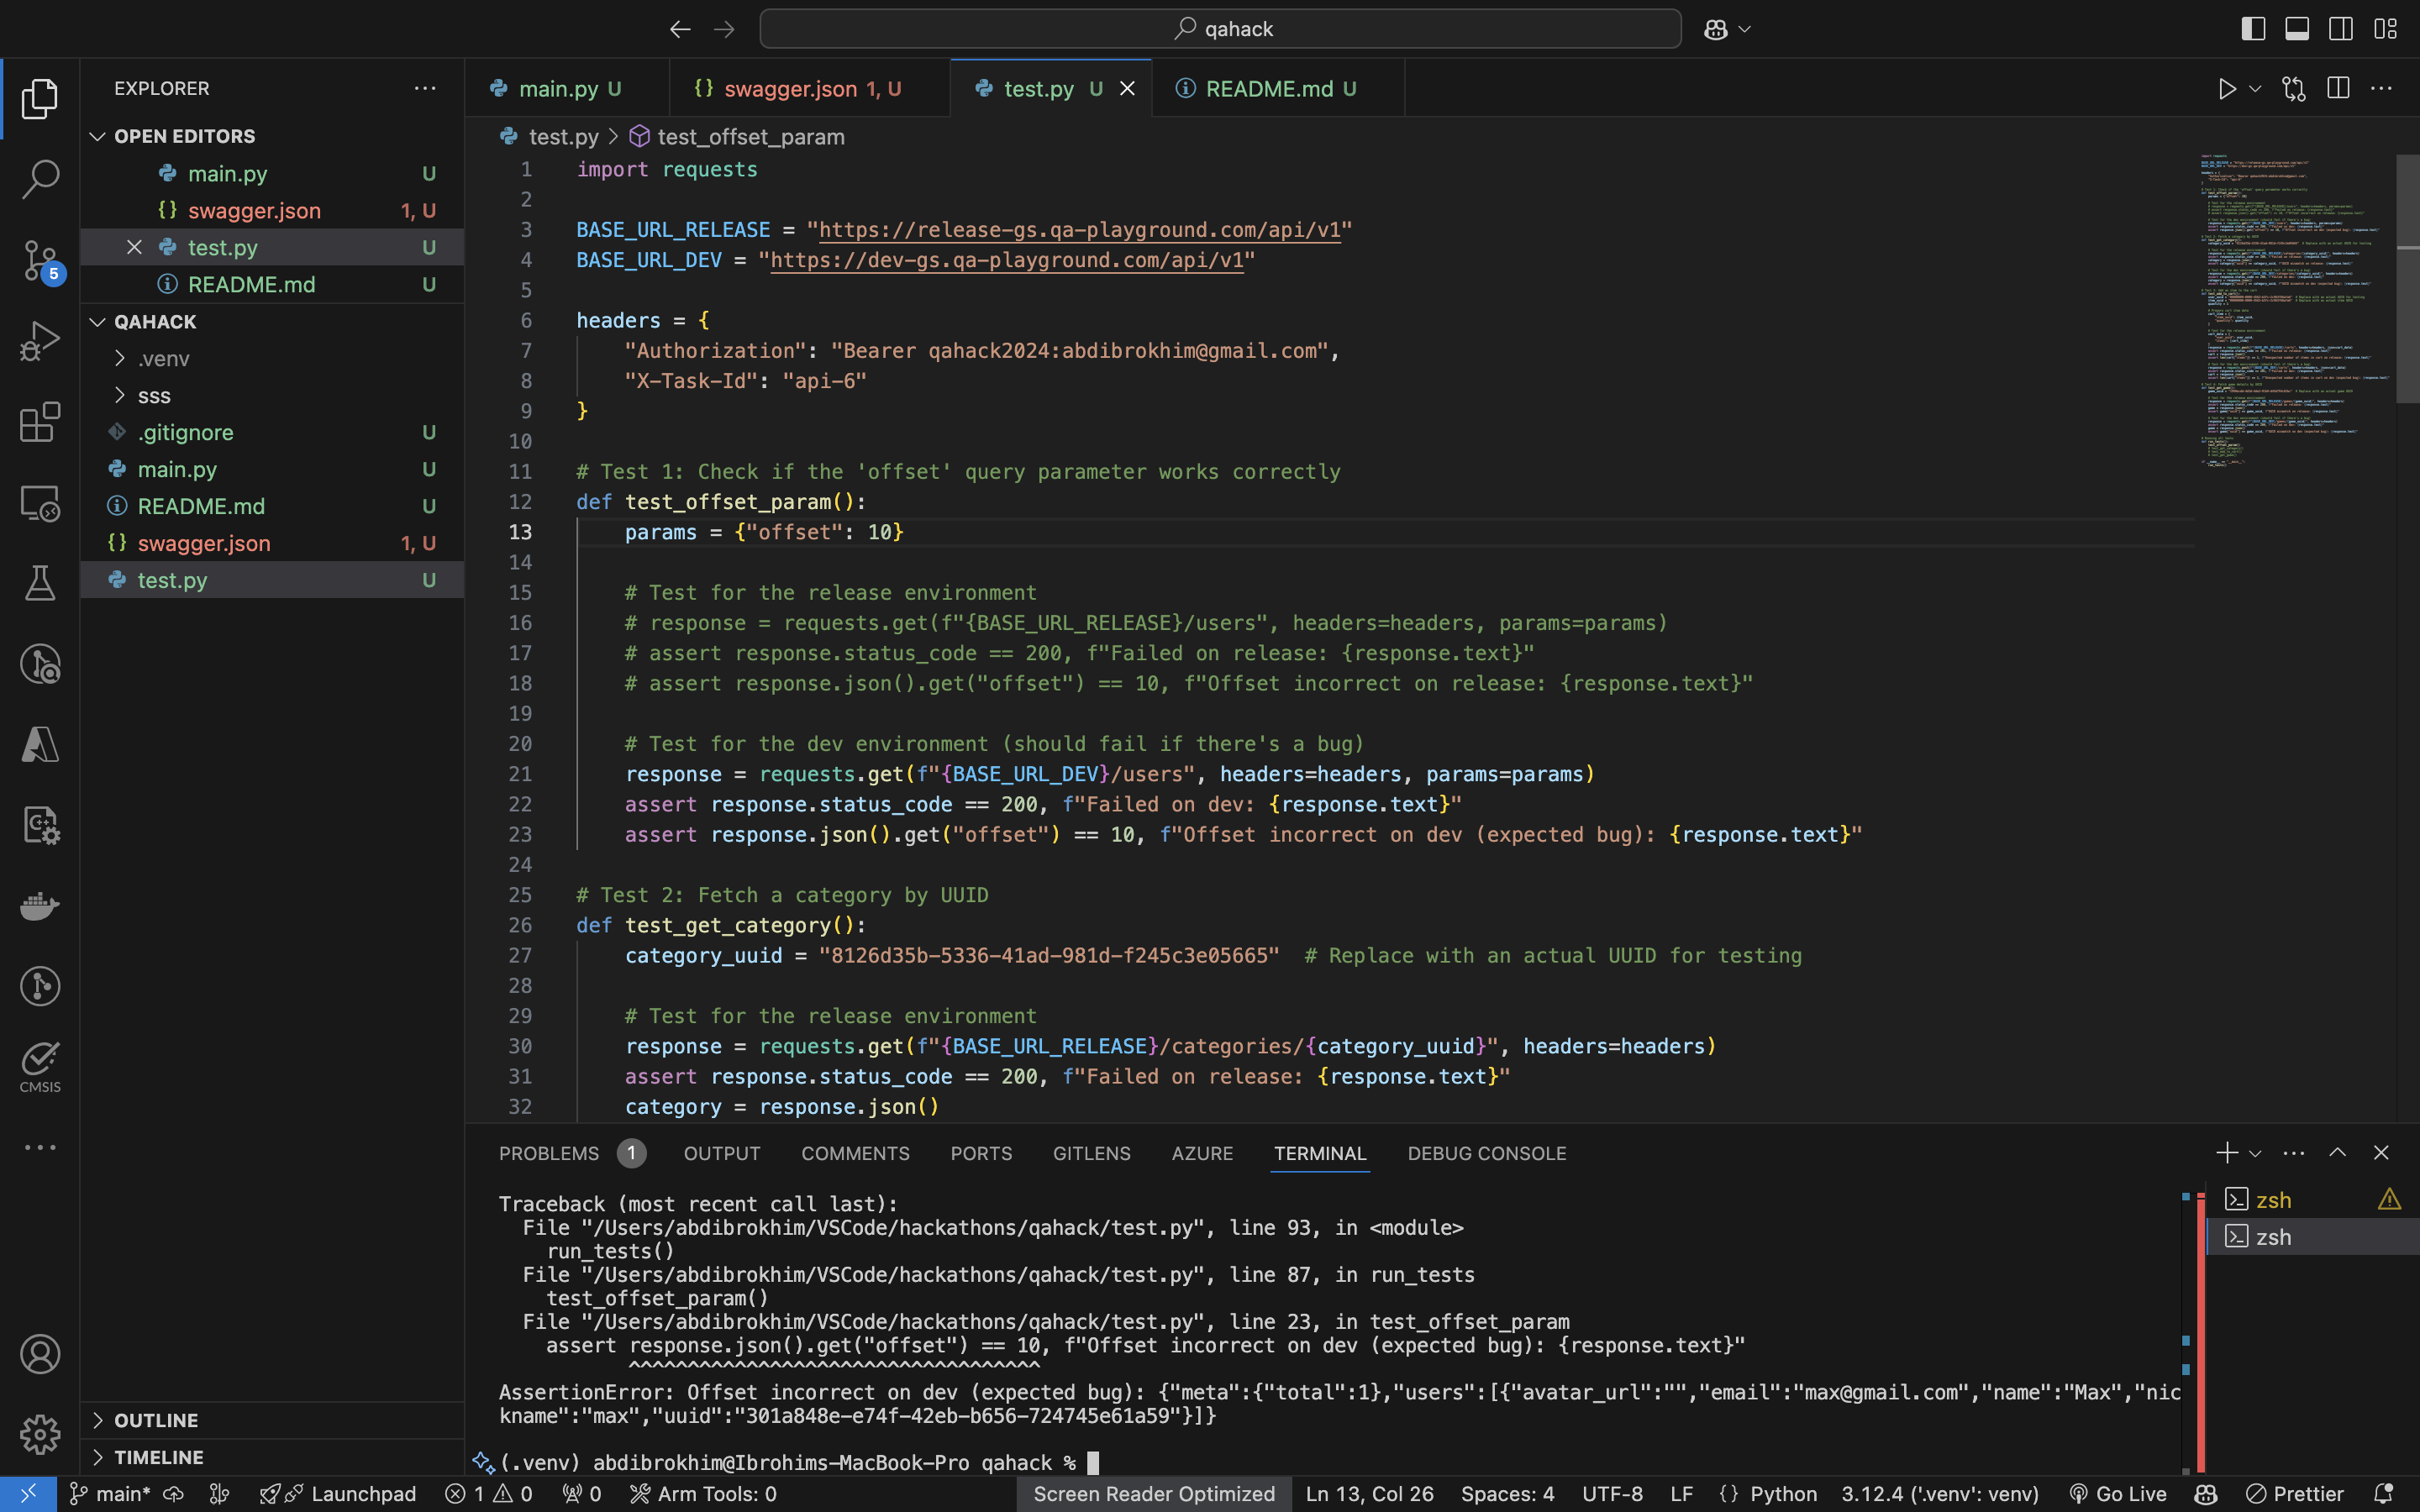 qahack
EXPLORER
OPEN EDITORS
main.py U
swagger.json 1, U
test.py U
README.md U
QAHACK
.venv
sss
.gitignore U
main.py U
README.md U
swagger.json 1, U
test.py U
OUTLINE
TIMELINE
5
CMSIS
main.py U
swagger.json 1, U
test.py U
README.md U
test.py > test_offset_param
1 import requests
2
3 BASE_URL_RELEASE = "https://release-gs.qa-playground.com/api/v1"
4 BASE_URL_DEV = "https://dev-gs.qa-playground.com/api/v1"
5
6 headers = {
7 "Authorization": "Bearer qahack2024:abdibrokhim@gmail.com",
8 "X-Task-Id": "api-6"
9 }
10
11 # Test 1: Check if the 'offset' query parameter works correctly
12 def test_offset_param():
13 params = {"offset": 10}
14
15 # Test for the release environment
16 # response = requests.get(f"{BASE_URL_RELEASE}/users", headers=headers, params=params)
17 # assert response.status_code == 200, f"Failed on release: {response.text}"
18 # assert response.json().get("offset") == 10, f"Offset incorrect on release: {response.text}"
19
20 # Test for the dev environment (should fail if there's a bug)
21 response = requests.get(f"{BASE_URL_DEV}/users", headers=headers, params=params)
22 assert response.status_code == 200, f"Failed on dev: {response.text}"
23 assert response.json().get("offset") == 10, f"Offset incorrect on dev (expected bug): {response.text}"
24
25 # Test 2: Fetch a category by UUID
26 def test_get_category():
27 category_uuid = "8126d35b-5336-41ad-981d-f245c3e05665" # Replace with an actual UUID for testing
28
29 # Test for the release environment
30 response = requests.get(f"{BASE_URL_RELEASE}/categories/{category_uuid}", headers=headers)
31 assert response.status_code == 200, f"Failed on release: {response.text}"
32 category = response.json()
PROBLEMS 1 OUTPUT COMMENTS PORTS GITLENS AZURE TERMINAL DEBUG CONSOLE
Traceback (most recent call last):
File "/Users/abdibrokhim/VSCode/hackathons/qahack/test.py", line 93, in <module>
run_tests()
File "/Users/abdibrokhim/VSCode/hackathons/qahack/test.py", line 87, in run_tests
test_offset_param()
File "/Users/abdibrokhim/VSCode/hackathons/qahack/test.py", line 23, in test_offset_param
assert response.json().get("offset") == 10, f"Offset incorrect on dev (expected bug): {response.text}"
^^^^^^^^^^^^^^^^^^^^^^^^^^^^^^^^^^
AssertionError: Offset incorrect on dev (expected bug): {"meta":{"total":1},"users":[{"avatar_url":"","email":"max@gmail.com","name":"Max","nic
kname":"max","uuid":"301a848e-e74f-42eb-b656-724745e61a59"}]}
(.venv) abdibrokhim@Ibrohims-MacBook-Pro qahack %
zsh
zsh
main* Launchpad 1 0 0 Arm Tools: 0 Screen Reader Optimized Ln 13, Col 26 Spaces: 4 UTF-8 LF {} Python 3.12.4 ('.venv': venv) Go Live Prettier